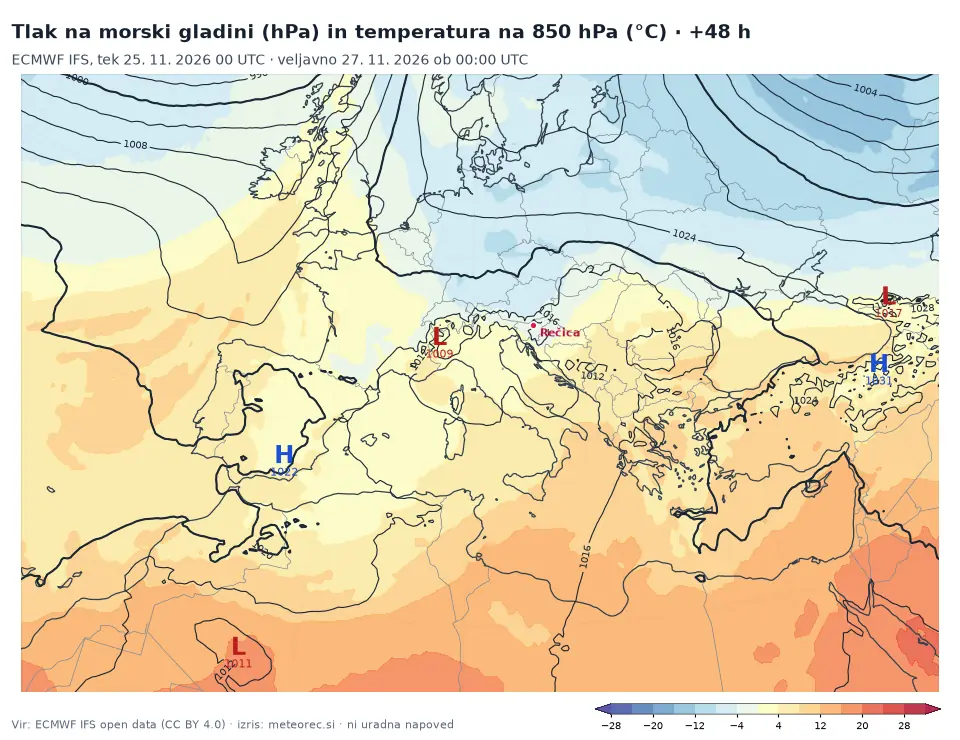 Tlak na morski gladini (hPa) in temperatura na 850 hPa (°C) · +48 h
ECMWF IFS, tek 25. 11. 2026 00 UTC · veljavno 27. 11. 2026 ob 00:00 UTC
1004
1008
1024
L
1017
1028
1016
Rečica
L
1009
1016
H
1031
1012
1024
H
1022
1016
L
1011
Vir: ECMWF IFS open data (CC BY 4.0) · izris: meteorec.si · ni uradna napoved
−28 −20 −12 −4 4 12 20 28